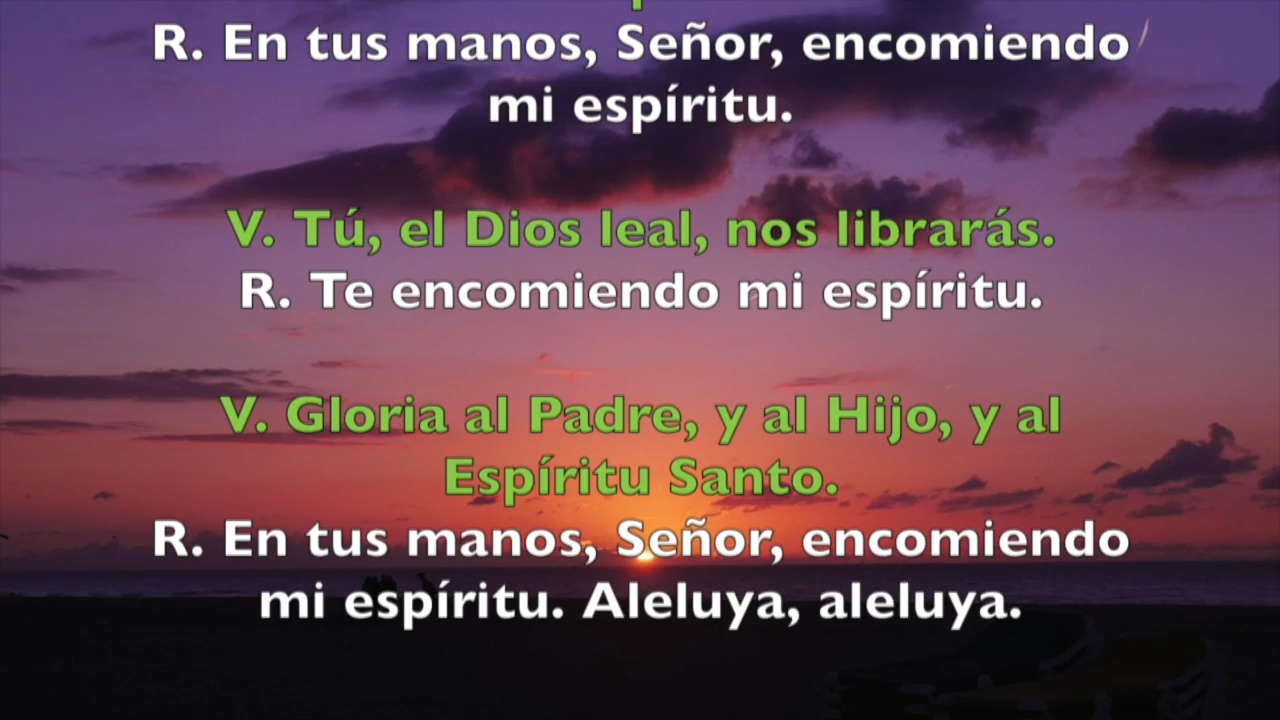 R. En tus manos, Señor, encomiendo
mi espíritu.
V. Tú, el Dios leal, nos librarás.
R. Te encomiendo mi espíritu.
V. Gloria al Padre, y al Hijo, y al
Espíritu Santo.
R. En tus manos, Señor, encomiendo
mi espíritu. Aleluya, aleluya.